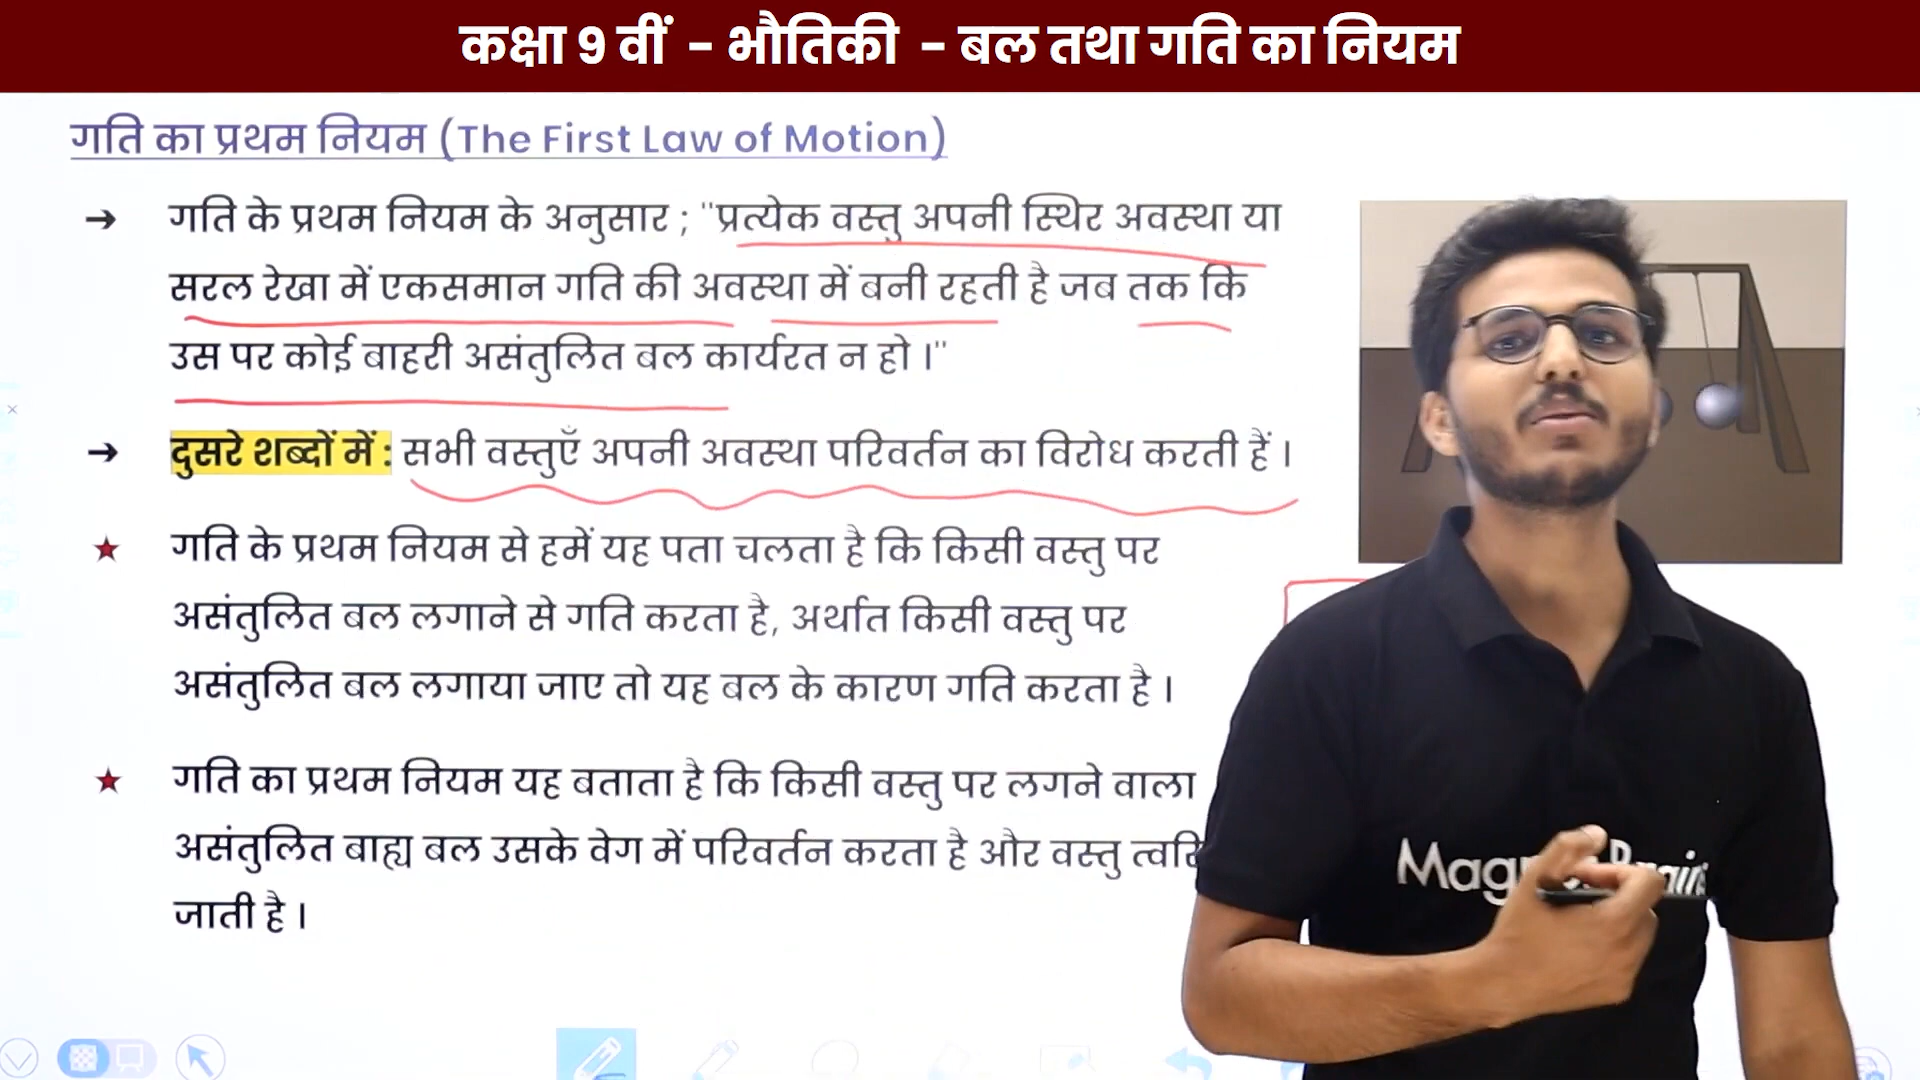 कक्षा 9 वीं - भौतिकी - बल तथा गति का नियम
गति का प्रथम नियम (The First Law of Motion)
➔ गति के प्रथम नियम के अनुसार ; "प्रत्येक वस्तु अपनी स्थिर अवस्था या
सरल रेखा में एकसमान गति की अवस्था में बनी रहती है जब तक कि
उस पर कोई बाहरी असंतुलित बल कार्यरत न हो ।"
➔ दुसरे शब्दों में : सभी वस्तुएँ अपनी अवस्था परिवर्तन का विरोध करती हैं ।
★ गति के प्रथम नियम से हमें यह पता चलता है कि किसी वस्तु पर
असंतुलित बल लगाने से गति करता है, अर्थात किसी वस्तु पर
असंतुलित बल लगाया जाए तो यह बल के कारण गति करता है ।
★ गति का प्रथम नियम यह बताता है कि किसी वस्तु पर लगने वाला
असंतुलित बाह्य बल उसके वेग में परिवर्तन करता है और वस्तु
जाती है ।